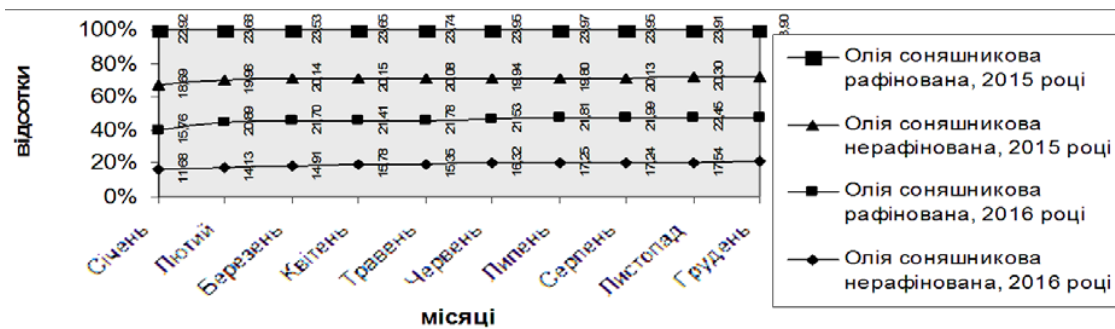 відсотки
100%
80%
60%
40%
20%
0%
22,92 23,68 23,53 23,65 23,74 23,95 23,97 23,85 23,91
18,69 19,98 20,14 20,15 20,08 19,94 19,80 20,13 20,30
15,76 20,89 21,70 21,41 21,78 21,53 21,81 21,99 22,45
11,68 14,13 14,91 15,78 15,35 16,32 17,25 17,24 17,54
Січень
Лютий
Березень
Квітень
Травень
Червень
Липень
Серпень
Листопад
Грудень
місяці
Олія соняшникова
рафінована, 2015 році
Олія соняшникова
нерафінована, 2015 році
Олія соняшникова
рафінована, 2016 році
Олія соняшникова
нерафінована, 2016 році